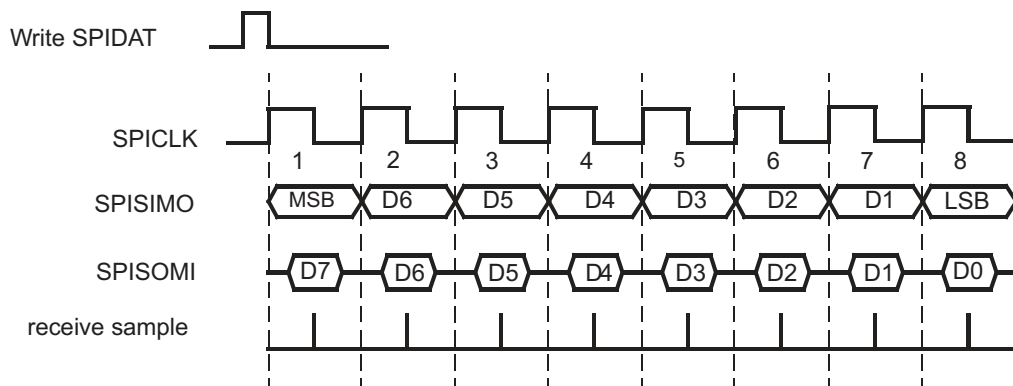 Write SPIDAT
SPICLK
1 2 3 4 5 6 7 8
SPISIMO MSB D6 D5 D4 D3 D2 D1 LSB
SPISOMI D7 D6 D5 D4 D3 D2 D1 D0
receive sample